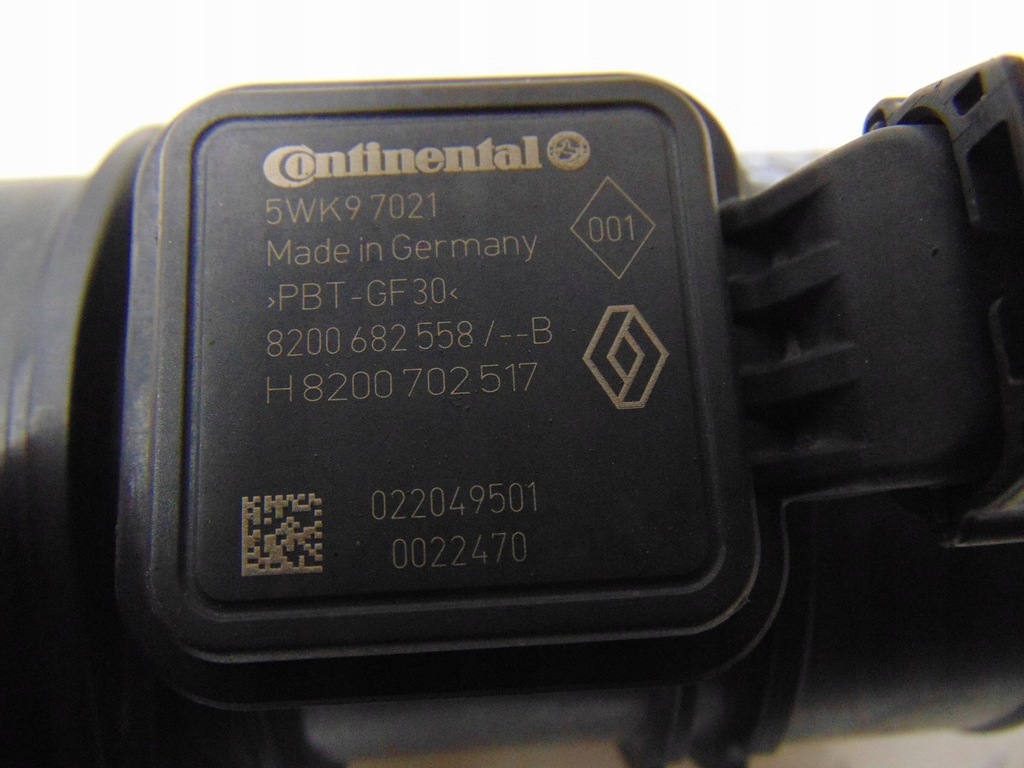 Continental
5WK9 7021
001
Made in Germany
>PBT-GF30<
8200 682 558 /--B
H 8200 702 517
022049501
0022470